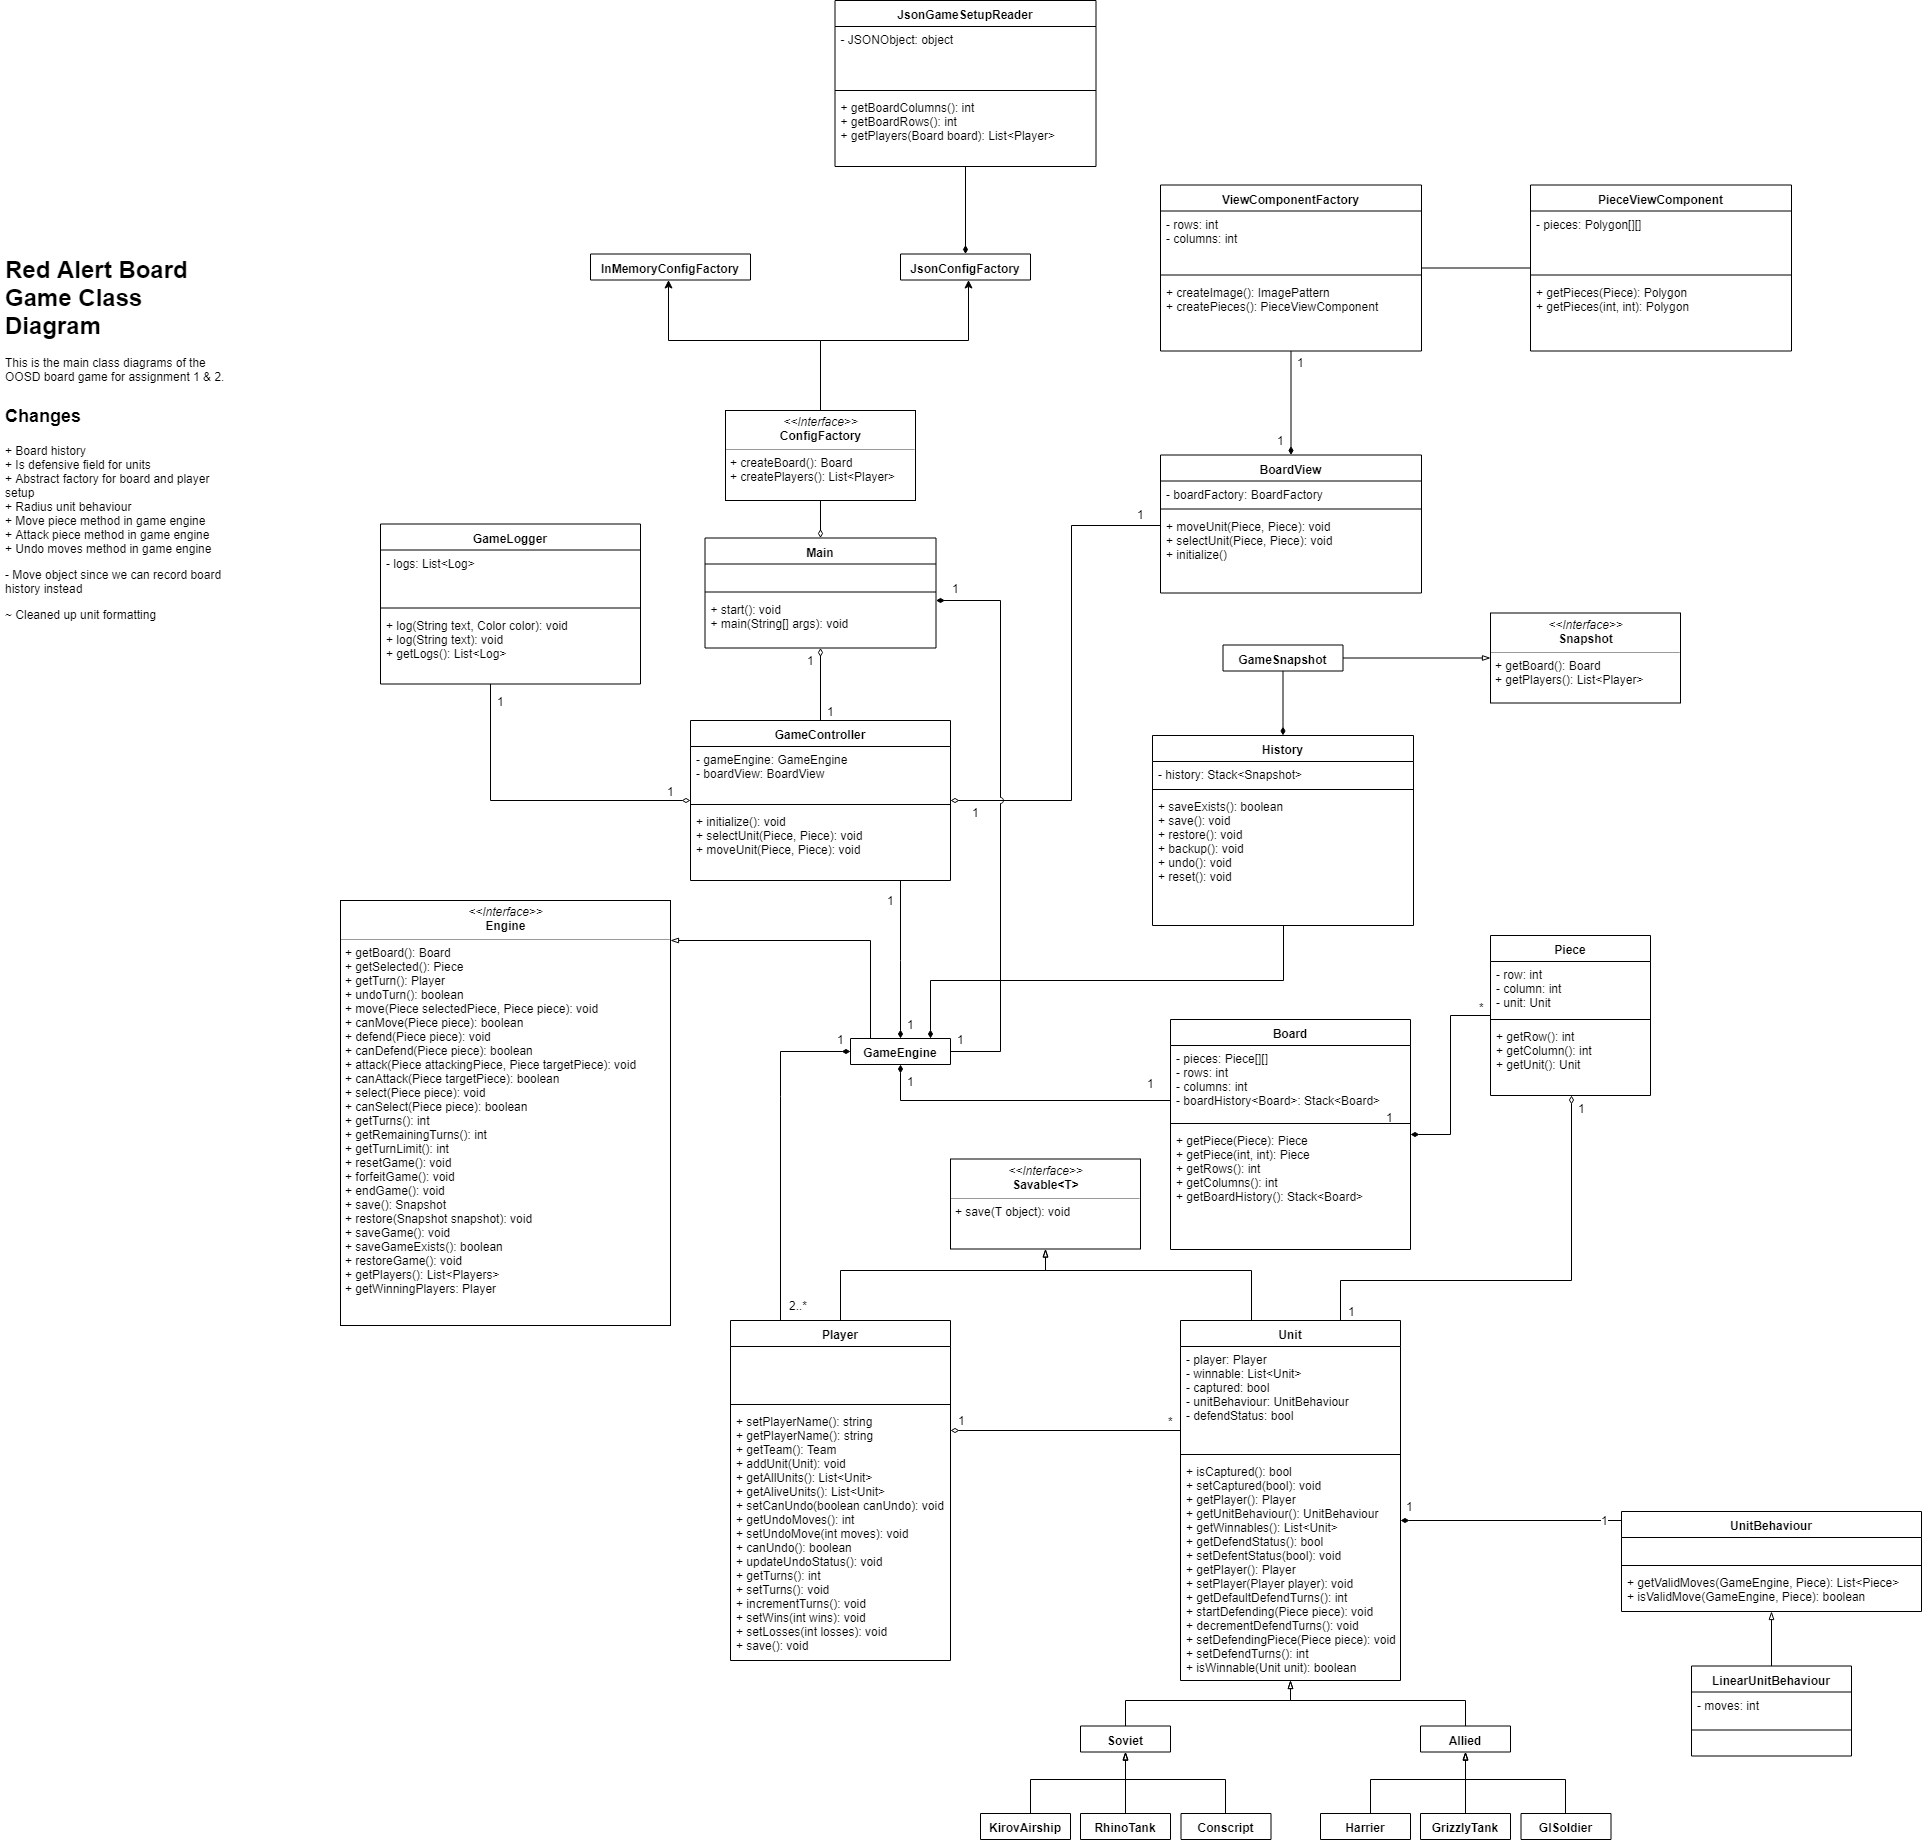 JsonGameSetupReader
- JSONObject: object
+ getBoardColumns(): int
+ getBoardRows(): int
+ getPlayers(Board board): List<Player>
ViewComponentFactory
- rows: int
- columns: int
+ createImage(): ImagePattern
+ createPieces(): PieceViewComponent
PieceViewComponent
- pieces: Polygon[][]
+ getPieces(Piece): Polygon
+ getPieces(int, int): Polygon
Red Alert Board
Game Class
Diagram
This is the main class diagrams of the
OOSD board game for assignment 1 & 2.
Changes
+ Board history
+ Is defensive field for units
+ Abstract factory for board and player
setup
+ Radius unit behaviour
+ Move piece method in game engine
+ Attack piece method in game engine
+ Undo moves method in game engine
- Move object since we can record board
history instead
~ Cleaned up unit formatting
InMemoryConfigFactory
JsonConfigFactory
1
1
<<Interface>>
ConfigFactory
+ createBoard(): Board
+ createPlayers(): List<Player>
BoardView
- boardFactory: BoardFactory
+ moveUnit(Piece, Piece): void
+ selectUnit(Piece, Piece): void
+ initialize()
1
GameLogger
- logs: List<Log>
+ log(String text, Color color): void
+ log(String text): void
+ getLogs(): List<Log>
1
Main
+ start(): void
+ main(String[] args): void
1
1
1
<<Interface>>
Snapshot
+ getBoard(): Board
+ getPlayers(): List<Player>
GameSnapshot
GameController
- gameEngine: GameEngine
- boardView: BoardView
+ initialize(): void
+ selectUnit(Piece, Piece): void
+ moveUnit(Piece, Piece): void
1
1
1
History
- history: Stack<Snapshot>
+ saveExists(): boolean
+ save(): void
+ restore(): void
+ backup(): void
+ undo(): void
+ reset(): void
<<Interface>>
Engine
+ getBoard(): Board
+ getSelected(): Piece
+ getTurn(): Player
+ undoTurn(): boolean
+ move(Piece selectedPiece, Piece piece): void
+ canMove(Piece piece): boolean
+ defend(Piece piece): void
+ canDefend(Piece piece): boolean
+ attack(Piece attackingPiece, Piece targetPiece): void
+ canAttack(Piece targetPiece): boolean
+ select(Piece piece): void
+ canSelect(Piece piece): boolean
+ getTurns(): int
+ getRemainingTurns(): int
+ getTurnLimit(): int
+ resetGame(): void
+ forfeitGame(): void
+ endGame(): void
+ save(): Snapshot
+ restore(Snapshot snapshot): void
+ saveGame(): void
+ saveGameExists(): boolean
+ restoreGame(): void
+ getPlayers(): List<Players>
+ getWinningPlayers: Player
1
1
1
GameEngine
1
1
Piece
- row: int
- column: int
- unit: Unit
+ getRow(): int
+ getColumn(): int
+ getUnit(): Unit
*
1
Board
- pieces: Piece[][]
- rows: int
- columns: int
- boardHistory<Board>: Stack<Board>
1
+ getPiece(Piece): Piece
+ getPiece(int, int): Piece
+ getRows(): int
+ getColumns(): int
+ getBoardHistory(): Stack<Board>
<<Interface>>
Savable<T>
+ save(T object): void
2..*
1
Player
+ setPlayerName(): string
+ getPlayerName(): string
+ getTeam(): Team
+ addUnit(Unit): void
+ getAllUnits(): List<Unit>
+ getAliveUnits(): List<Unit>
+ setCanUndo(boolean canUndo): void
+ getUndoMoves(): int
+ setUndoMove(int moves): void
+ canUndo(): boolean
+ updateUndoStatus(): void
+ getTurns(): int
+ setTurns(): void
+ incrementTurns(): void
+ setWins(int wins): void
+ setLosses(int losses): void
+ save(): void
1
*
Unit
- player: Player
- winnable: List<Unit>
- captured: bool
- unitBehaviour: UnitBehaviour
- defendStatus: bool
+ isCaptured(): bool
+ setCaptured(bool): void
+ getPlayer(): Player
+ getUnitBehaviour(): UnitBehaviour
+ getWinnables(): List<Unit>
+ getDefendStatus(): bool
+ setDefentStatus(bool): void
+ getPlayer(): Player
+ setPlayer(Player player): void
+ getDefaultDefendTurns(): int
+ startDefending(Piece piece): void
+ decrementDefendTurns(): void
+ setDefendingPiece(Piece piece): void
+ setDefendTurns(): int
+ isWinnable(Unit unit): boolean
1
1
UnitBehaviour
+ getValidMoves(GameEngine, Piece): List<Piece>
+ isValidMove(GameEngine, Piece): boolean
LinearUnitBehaviour
- moves: int
Soviet
Allied
KirovAirship
RhinoTank
Conscript
Harrier
GrizzlyTank
GISoldier